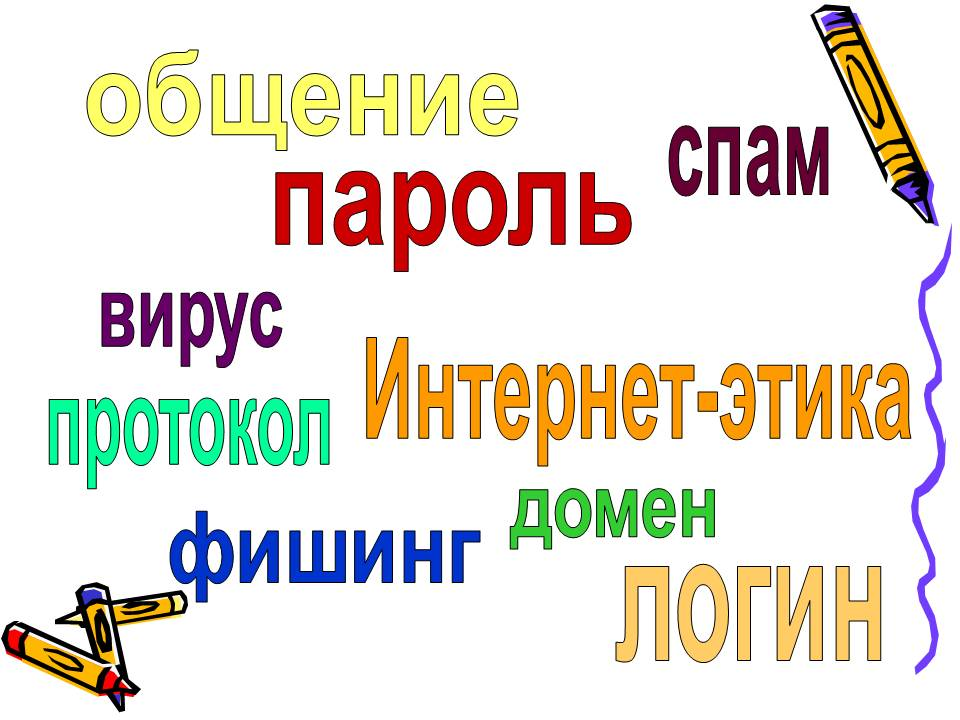 общение
спам
пароль
вирус
Интернет-этика
протокол
домен
фишинг
логин